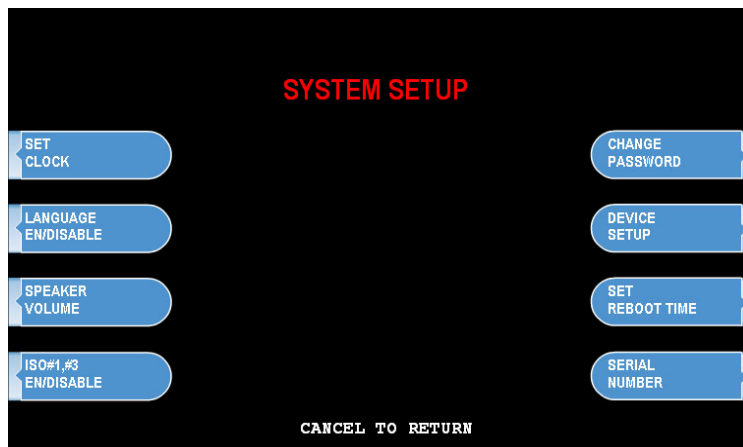 SYSTEM SETUP
SET
CLOCK
CHANGE
PASSWORD
LANGUAGE
EN/DISABLE
DEVICE
SETUP
SPEAKER
VOLUME
SET
REBOOT TIME
ISO#1,#3
EN/DISABLE
SERIAL
NUMBER
CANCEL TO RETURN